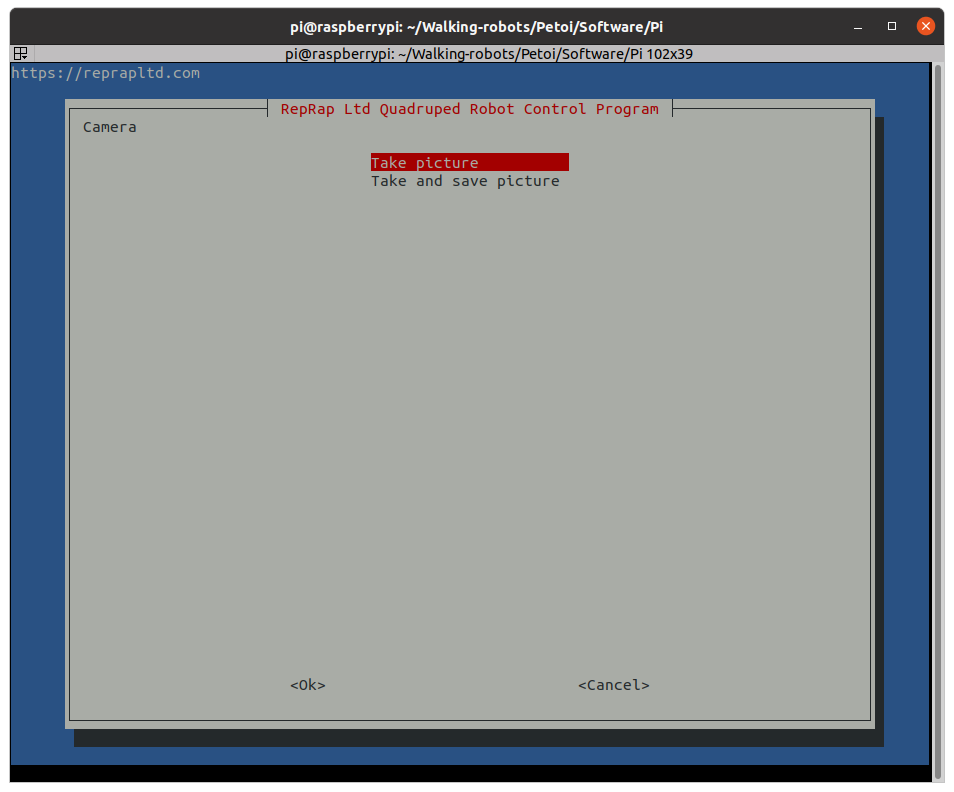 pi@raspberrypi: ~/Walking-robots/Petoi/Software/Pi
pi@raspberrypi: ~/Walking-robots/Petoi/Software/Pi 102x39
https://reprapltd.com
RepRap Ltd Quadruped Robot Control Program
Camera
Take picture
Take and save picture
<Ok> <Cancel>